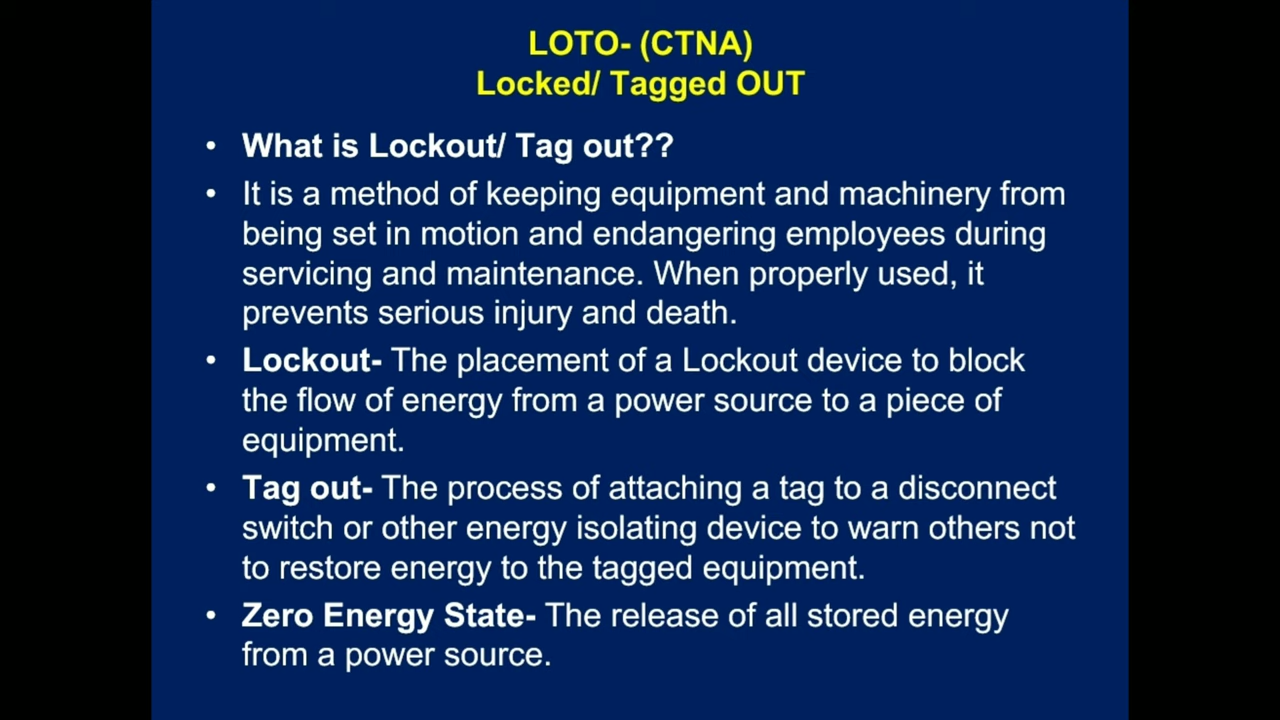 LOTO- (CTNA)
Locked/ Tagged OUT
• What is Lockout/ Tag out??
• It is a method of keeping equipment and machinery from
being set in motion and endangering employees during
servicing and maintenance. When properly used, it
prevents serious injury and death.
• Lockout- The placement of a Lockout device to block
the flow of energy from a power source to a piece of
equipment.
• Tag out- The process of attaching a tag to a disconnect
switch or other energy isolating device to warn others not
to restore energy to the tagged equipment.
• Zero Energy State- The release of all stored energy
from a power source.